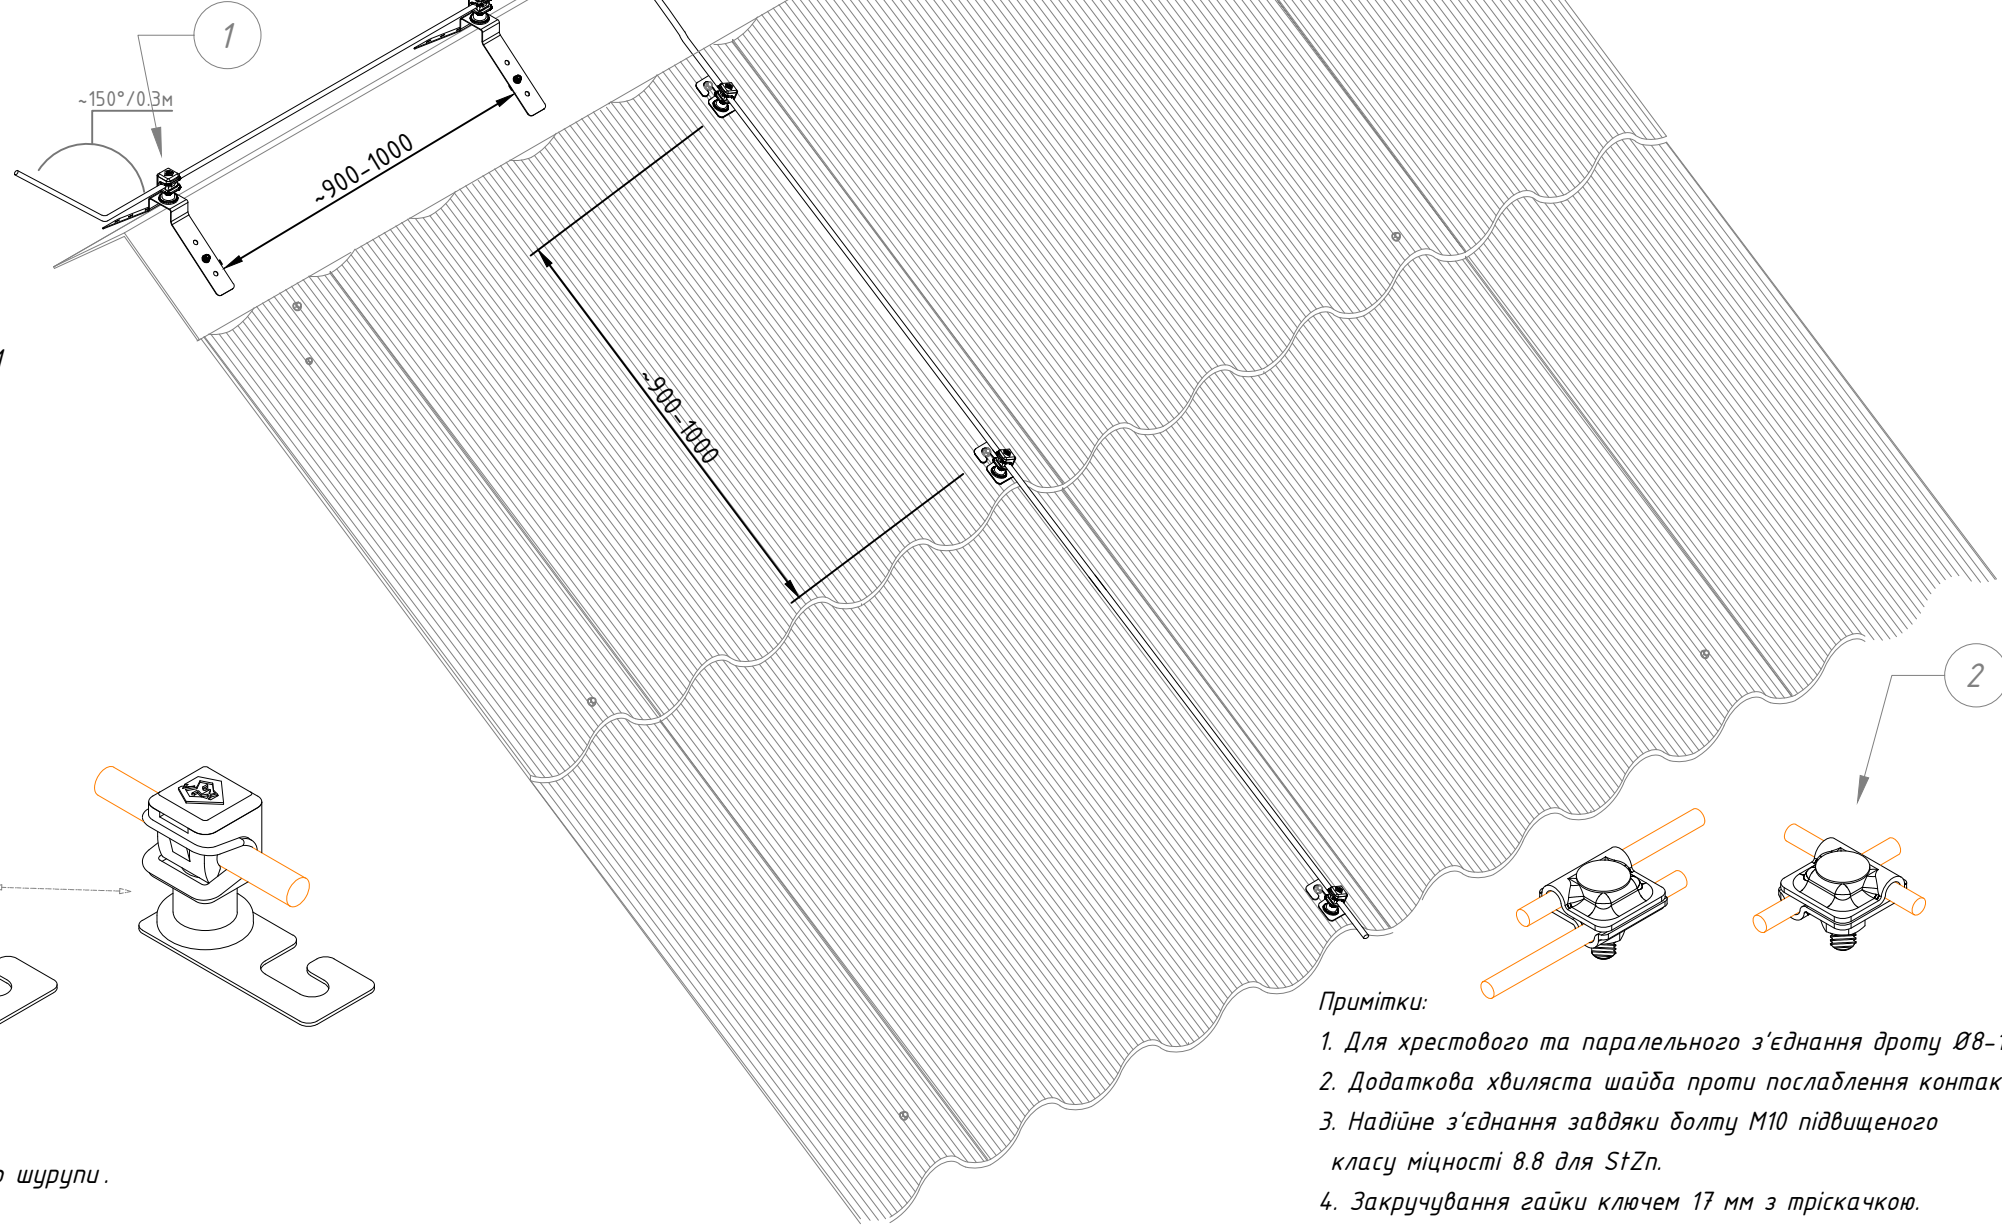 1
~150°/0.3м
~900-1000
~900-1000
2
Примітки:
1. Для хрестового та паралельного з'єднання дроту Ø8-1
2. Додаткова хвиляста шайба проти послаблення контак
3. Надійне з'єднання завдяки болту М10 підвищеного
класу міцності 8.8 для StZn.
4. Закручування гайки ключем 17 мм з тріскачкою.
шурупи.